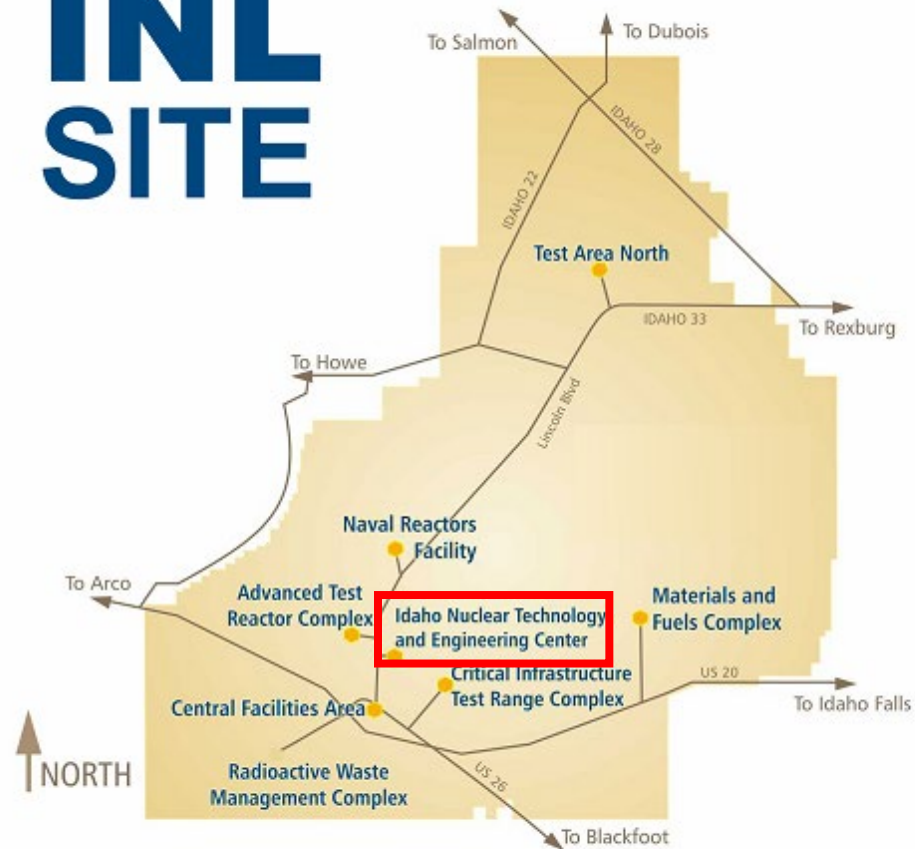 INL
SITE
To Salmon
To Dubois
IDAHO 28
IDAHO 22
Test Area North
IDAHO 33
To Rexburg
To Howe
Lincoln Blvd
Naval Reactors
Facility
To Arco
Advanced Test
Reactor Complex
Idaho Nuclear Technology
and Engineering Center
Materials and
Fuels Complex
Critical Infrastructure
Test Range Complex
US 20
To Idaho Falls
Central Facilities Area
NORTH
Radioactive Waste
Management Complex
US 26
To Blackfoot